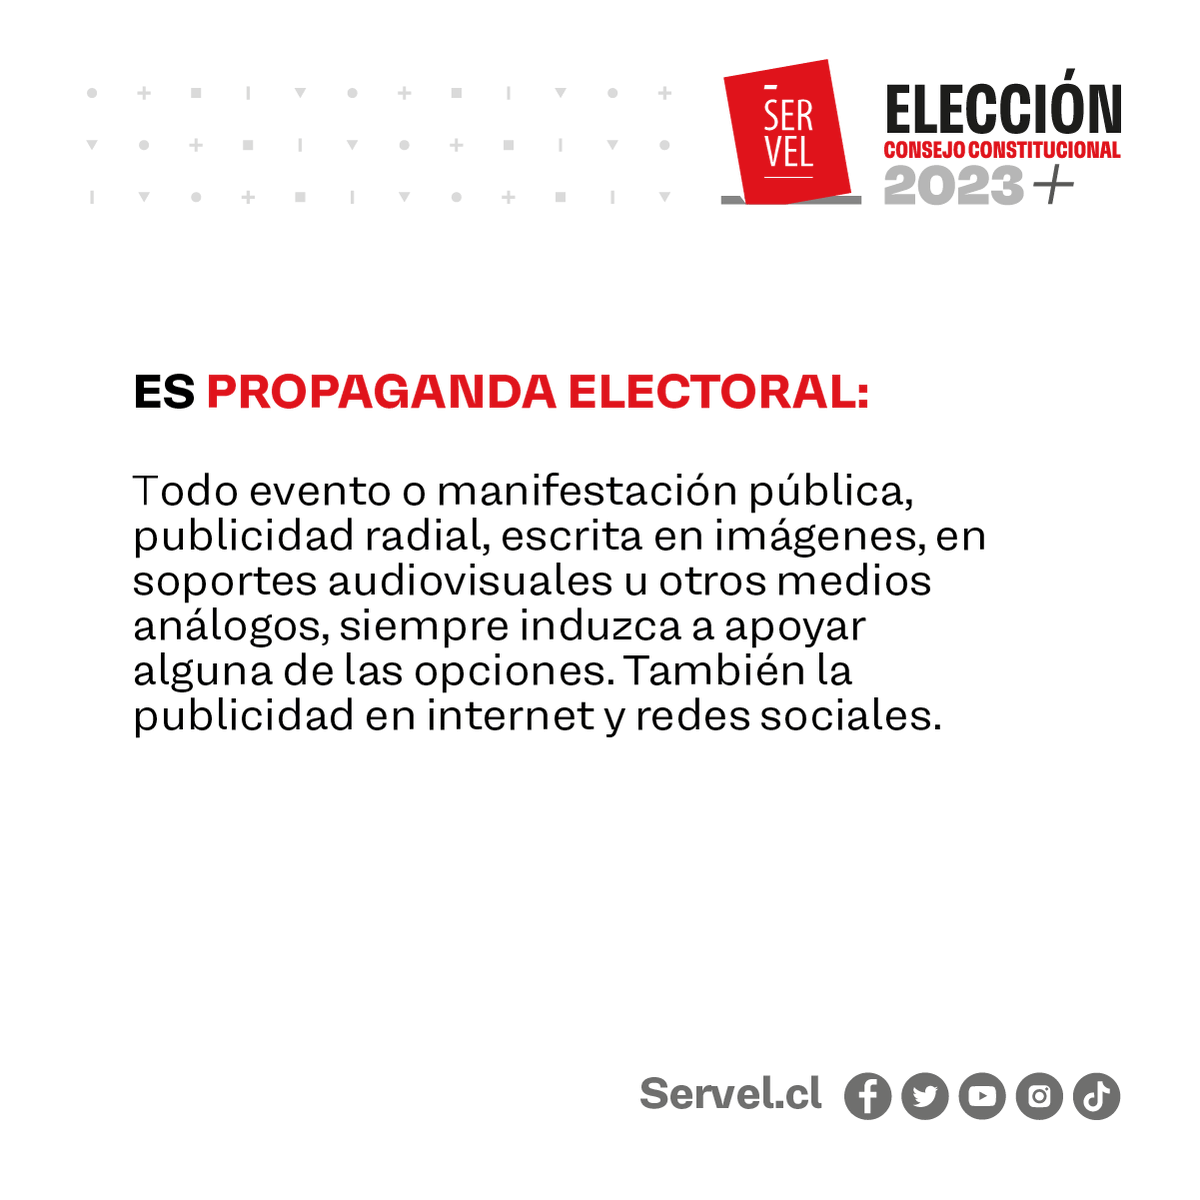 SER
VEL
ELECCIÓN
CONSEJO CONSTITUCIONAL
2023+
ES PROPAGANDA ELECTORAL:
Todo evento o manifestación pública,
publicidad radial, escrita en imágenes, en
soportes audiovisuales u otros medios
análogos, siempre induzca a apoyar
alguna de las opciones. También la
publicidad en internet y redes sociales.
Servel.cl